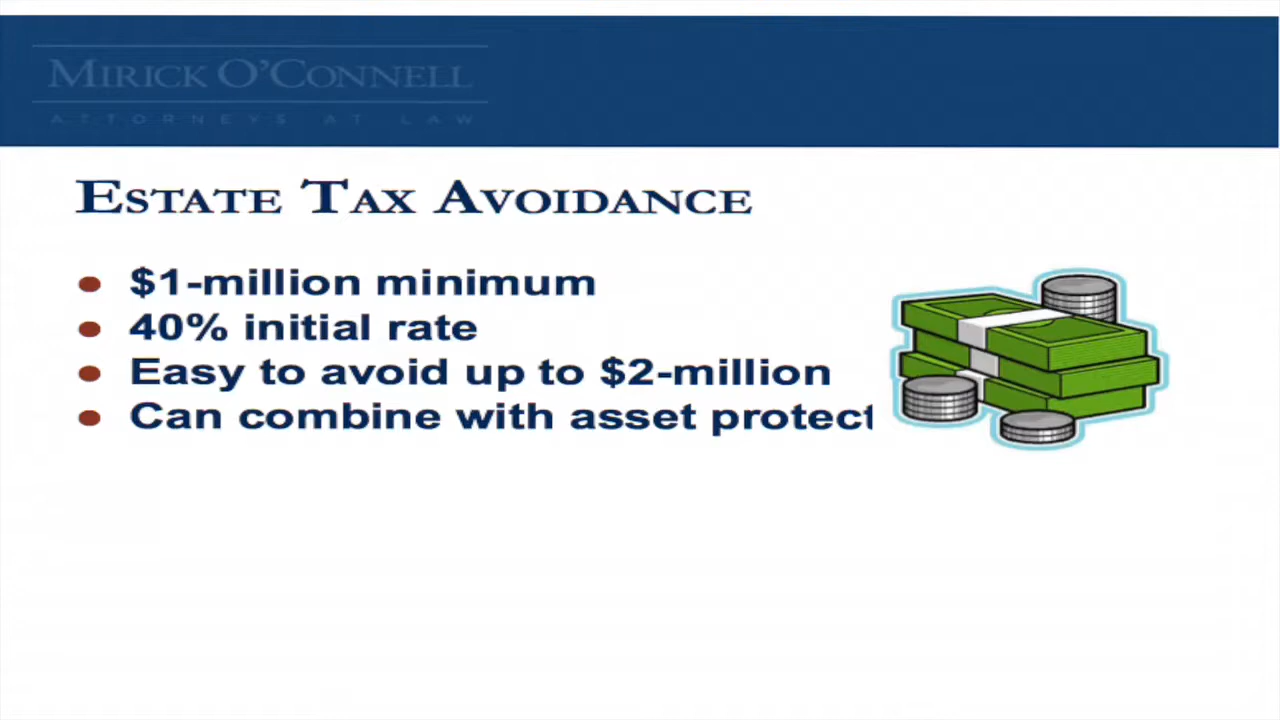 MIRICK O'CONNELL
ATTORNEYS AT LAW
ESTATE TAX AVOIDANCE
$1-million minimum
40% initial rate
Easy to avoid up to $2-million
Can combine with asset protect